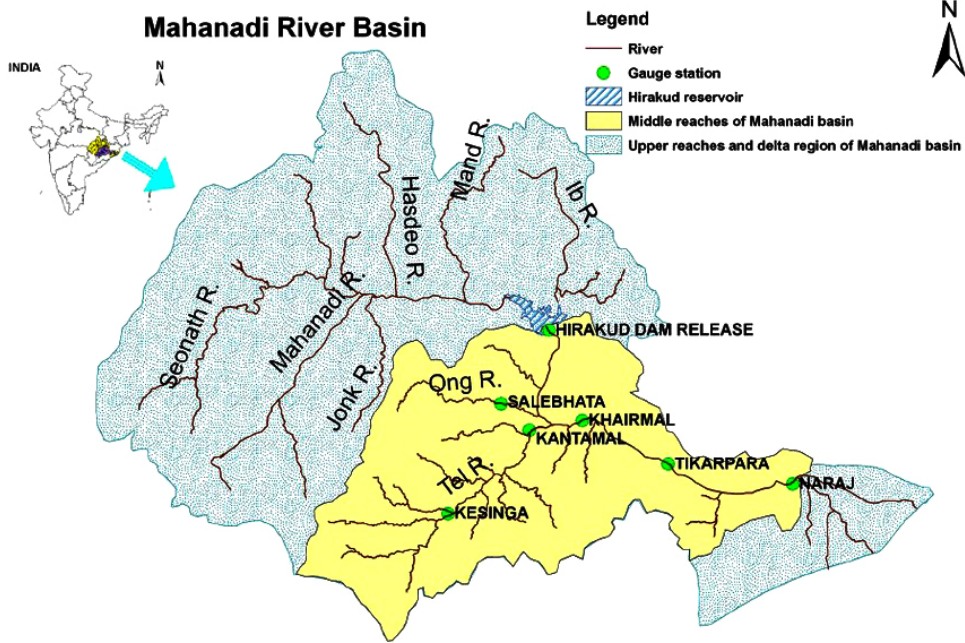 Mahanadi River Basin
INDIA
N
N
Legend
River
Gauge station
Hirakud reservoir
Middle reaches of Mahanadi basin
Upper reaches and delta region of Mahanadi basin
Hasdeo R.
Mand R.
Ib R.
Seonath R.
Mahanadi R.
Jonk R.
HIRAKUD DAM RELEASE
Ong R.
SALEBHATA
KHAIRMAL
KANTAMAL
Tel R.
TIKARPARA
NARAJ
KESINGA